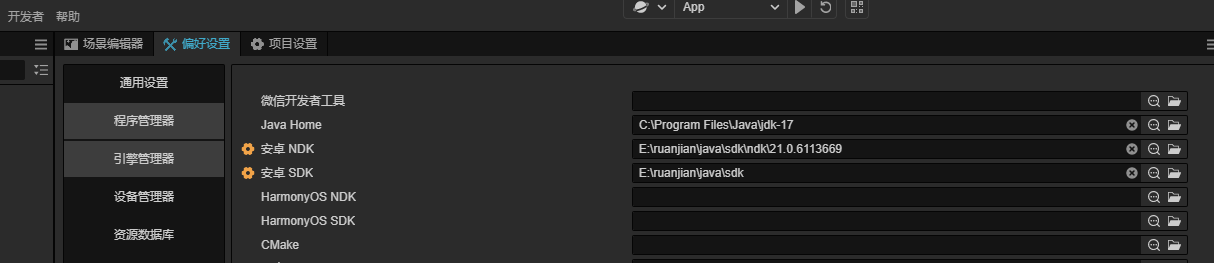 开发者 帮助
App
场景编辑器 偏好设置 项目设置
通用设置
程序管理器
引擎管理器
设备管理器
资源数据库
微信开发者工具
Java Home C:\Program Files\Java\jdk-17
安卓 NDK E:\ruanjian\java\sdk\ndk\21.0.6113669
安卓 SDK E:\ruanjian\java\sdk
HarmonyOS NDK
HarmonyOS SDK
CMake